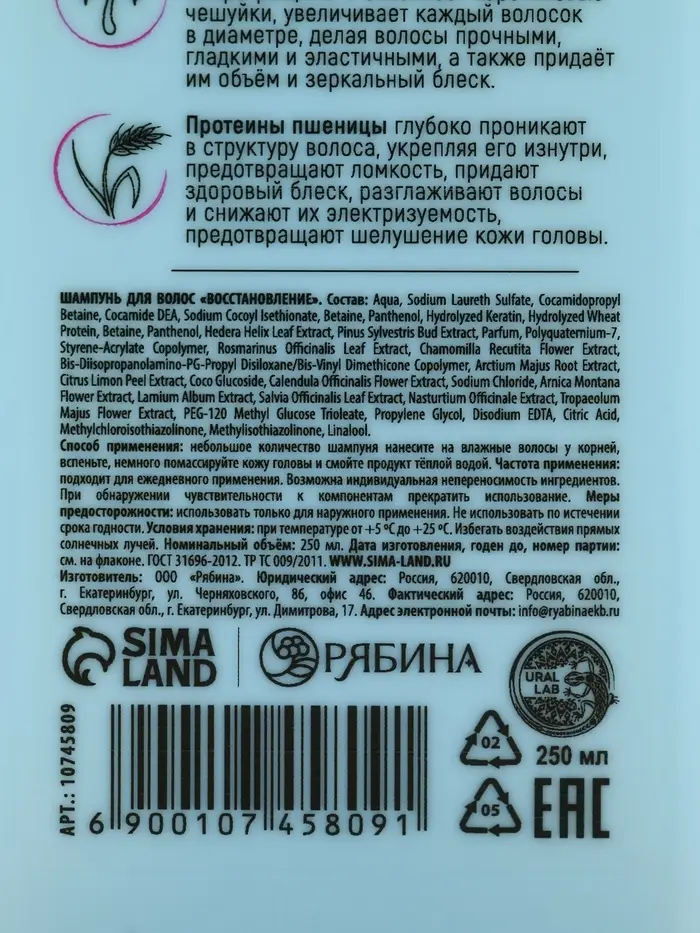 чешуйки, увеличивает каждый волосок
в диаметре, делая волосы прочными,
гладкими и эластичными, а также придаёт
им объём и зеркальный блеск.
Протеины пшеницы глубоко проникают
в структуру волоса, укрепляя его изнутри,
предотвращают ломкость, придают
здоровый блеск, разглаживают волосы
и снижают их электризуемость,
предотвращают шелушение кожи головы.
ШАМПУНЬ ДЛЯ ВОЛОС «ВОССТАНОВЛЕНИЕ». Состав: Aqua, Sodium Laureth Sulfate, Cocamidopropyl
Betaine, Cocamide DEA, Sodium Cocoyl Isethionate, Betaine, Panthenol, Hydrolyzed Keratin, Hydrolyzed Wheat
Protein, Betaine, Panthenol, Hedera Helix Leaf Extract, Pinus Sylvestris Bud Extract, Parfum, Polyquaternium-7,
Styrene-Acrylate Copolymer, Rosmarinus Officinalis Leaf Extract, Chamomilla Recutita Flower Extract,
Bis-Diisopropanolamino-PG-Propyl Disiloxane/Bis-Vinyl Dimethicone Copolymer, Arctium Majus Root Extract,
Citrus Limon Peel Extract, Coco Glucoside, Calendula Officinalis Flower Extract, Sodium Chloride, Arnica Montana
Flower Extract, Lamium Album Extract, Salvia Officinalis Leaf Extract, Nasturtium Officinale Extract, Tropaeolum
Majus Flower Extract, PEG-120 Methyl Glucose Trioleate, Propylene Glycol, Disodium EDTA, Citric Acid,
Methylchloroisothiazolinone, Methylisothiazolinone, Linalool.
Способ применения: небольшое количество шампуня нанесите на влажные волосы у корней,
вспеньте, немного помассируйте кожу головы и смойте продукт тёплой водой. Частота применения:
подходит для ежедневного применения. Возможна индивидуальная непереносимость ингредиентов.
При обнаружении чувствительности к компонентам прекратить использование. Меры
предосторожности: использовать только для наружного применения. Не использовать по истечении
срока годности. Условия хранения: при температуре от +5 °С до +25 °С. Избегать воздействия прямых
солнечных лучей. Номинальный объём: 250 мл. Дата изготовления, годен до, номер партии:
см. на флаконе. ГОСТ 31696-2012. ТР ТС 009/2011. WWW.SIMA-LAND.RU
Изготовитель: ООО «Рябина». Юридический адрес: Россия, 620010, Свердловская обл.,
г. Екатеринбург, ул. Черняховского, 86, офис 46. Фактический адрес: Россия, 620010,
Свердловская обл., г. Екатеринбург, ул. Димитрова, 17. Адрес электронной почты: info@ryabinaekb.ru
SIMA
LAND
РЯБИНА
URAL
LAB
АРТ.: 10745809
6 900107 458091
02
250 мл
05
EAC